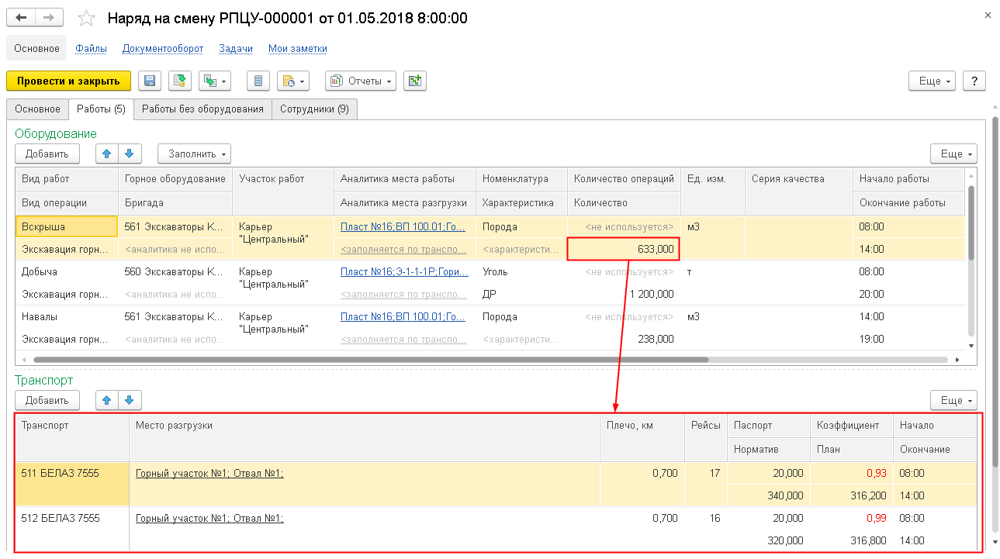 Наряд на смену РПЦУ-000001 от 01.05.2018 8:00:00
Основное Файлы Документооборот Задачи Мои заметки
Провести и закрыть Отчеты Еще ?
Основное Работы (5) Работы без оборудования Сотрудники (9)
Оборудование
Добавить Заполнить Еще
Вид работ Горное оборудование Участок работ Аналитика места работы Номенклатура Количество операций Ед. изм. Серия качества Начало работы
Вид операции Бригада Аналитика места разгрузки Характеристика Количество Окончание работы
Вскрыша 561 Экскаваторы К... Карьер "Центральный" Пласт №16;ВП 100.01;Го... Порода <не используется> м3 08:00
Экскавация горн... <аналитика не испо... <заполняется по транспо... <характеристи... 633,000 14:00
Добыча 560 Экскаваторы К... Карьер "Центральный" Пласт №16;Э-1-1-1Р;Гори... Уголь <не используется> т 08:00
Экскавация горн... <аналитика не испо... <заполняется по транспо... ДР 1 200,000 20:00
Навалы 561 Экскаваторы К... Карьер "Центральный" Пласт №16;ВП 100.01;Го... Порода <не используется> м3 14:00
Экскавация горн... <аналитика не испо... <заполняется по транспо... <характеристи... 238,000 19:00
Транспорт
Добавить Еще
Транспорт Место разгрузки Плечо, км Рейсы Паспорт Коэффициент Начало
Норматив План Окончание
511 БЕЛАЗ 7555 Горный участок №1; Отвал №1; 0,700 17 20,000 0,93 08:00
340,000 316,200 14:00
512 БЕЛАЗ 7555 Горный участок №1; Отвал №1; 0,700 16 20,000 0,99 08:00
320,000 316,800 14:00